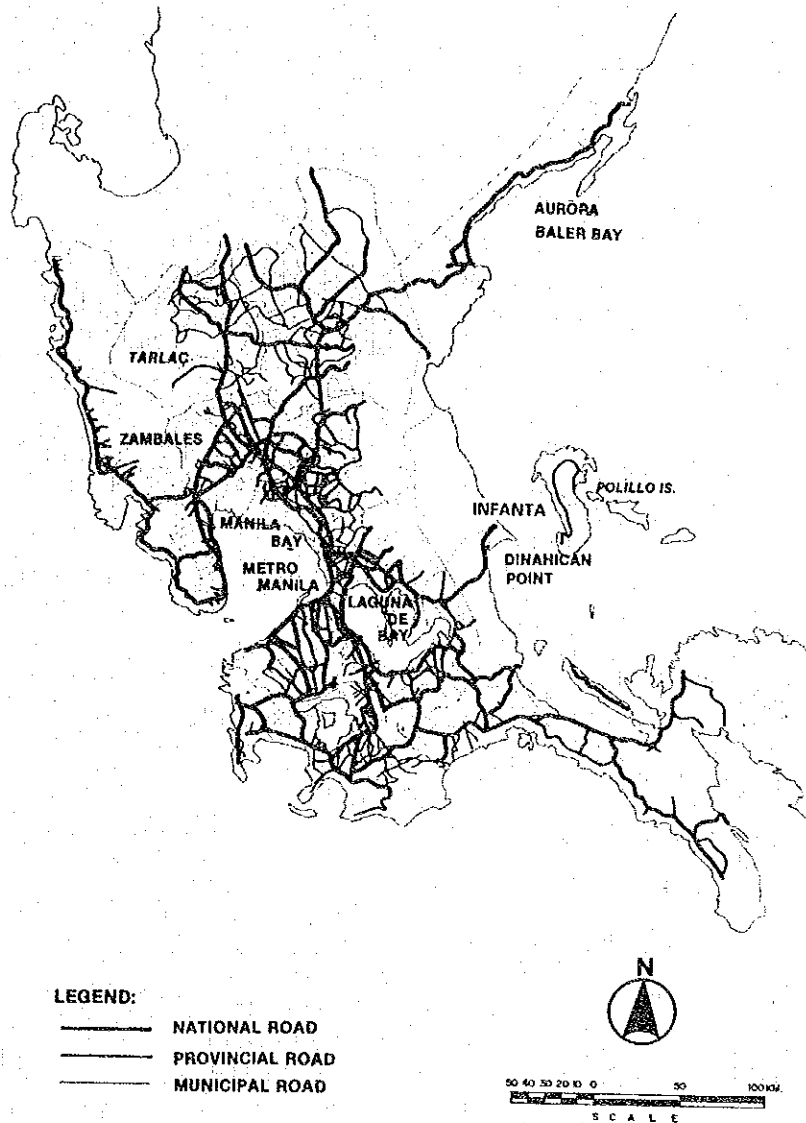 AURORA
BALER BAY
TARLAC
ZAMBALES
POLILLO IS.
INFANTA
MANILA
BAY
DINAHICAN
POINT
METRO
MANILA
LAGUNA
DE
BAY
N
LEGEND:
NATIONAL ROAD
PROVINCIAL ROAD
MUNICIPAL ROAD
50 40 30 20 10 0 50 100 KM.
SCALE